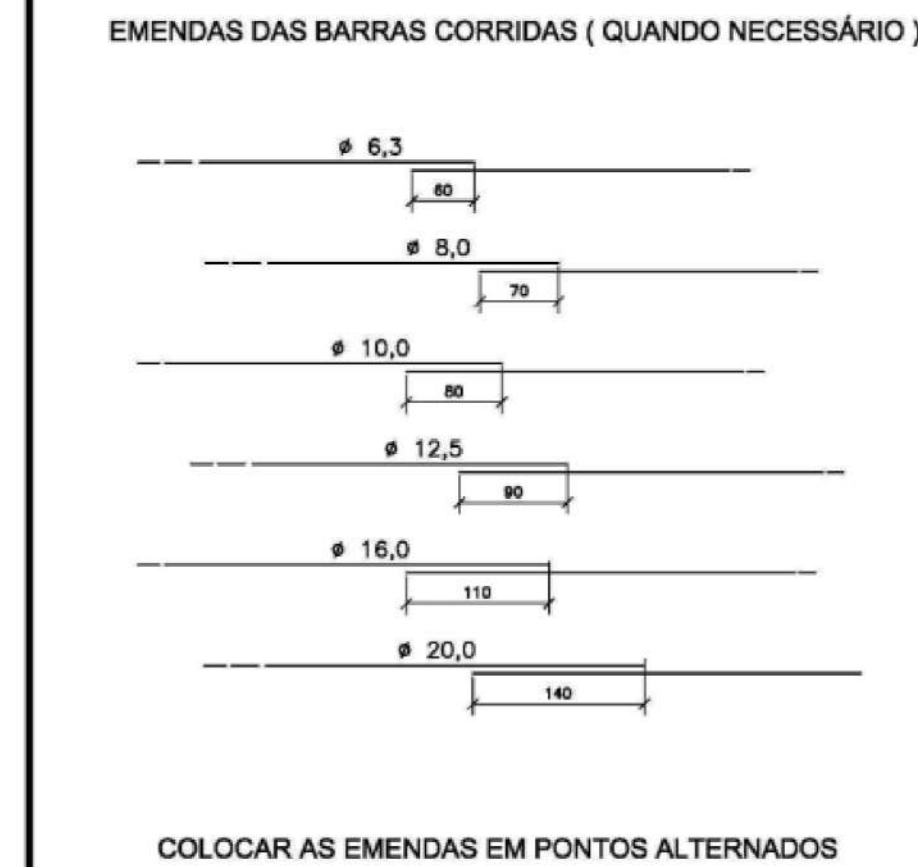 EMENDAS DAS BARRAS CORRIDAS ( QUANDO NECESSÁRIO )
ø 6,3
60
ø 8,0
70
ø 10,0
80
ø 12,5
90
ø 16,0
110
ø 20,0
140
COLOCAR AS EMENDAS EM PONTOS ALTERNADOS